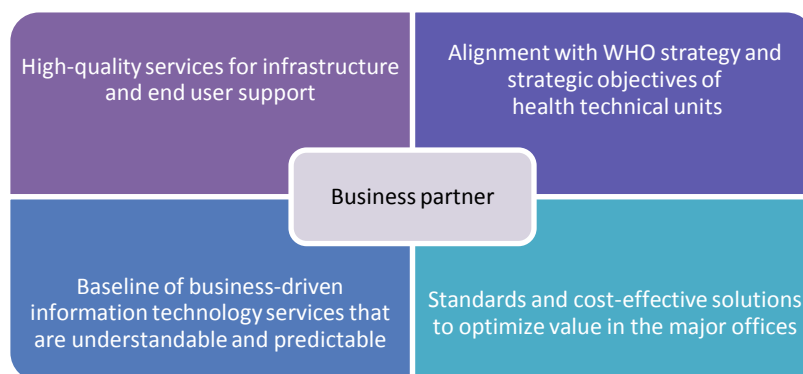 High-quality services for infrastructure
and end user support
Alignment with WHO strategy and
strategic objectives of
health technical units
Business partner
Baseline of business-driven
information technology services that
are understandable and predictable
Standards and cost-effective solutions
to optimize value in the major offices